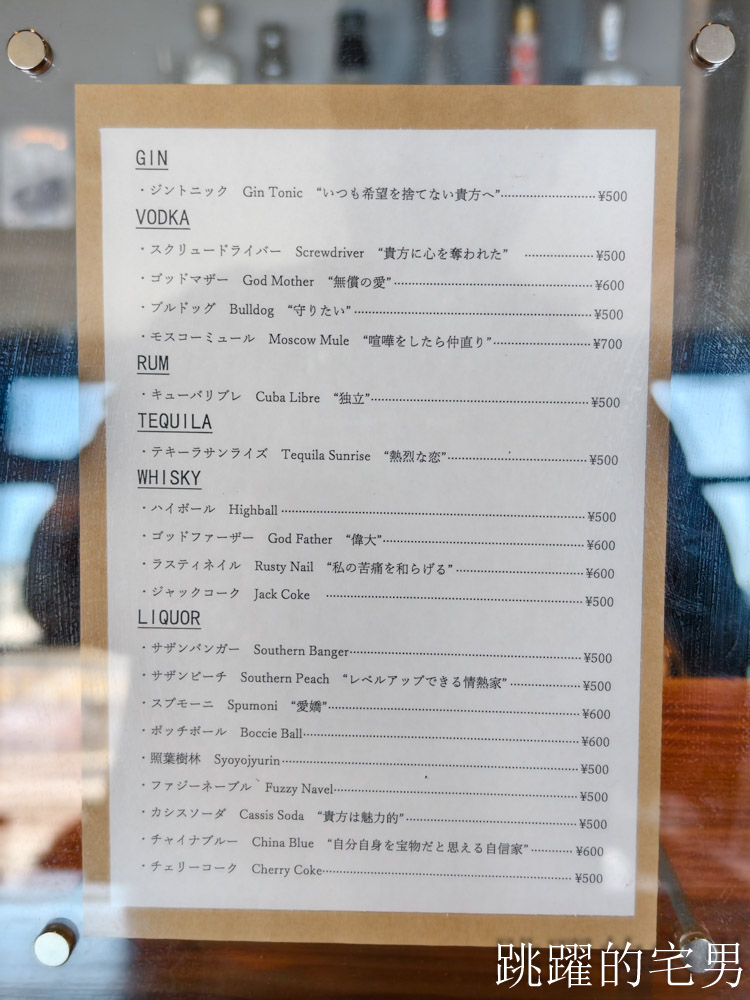 GIN
・ジントニック Gin Tonic “いつも希望を捨てない貴方へ”………………………¥500
VODKA
・スクリュードライバー Screwdriver “貴方に心を奪われた” ………………………¥500
・ゴッドマザー God Mother “無償の愛”………………………¥600
・ブルドッグ Bulldog “守りたい”………………………¥500
・モスコーミュール Moscow Mule “喧嘩をしたら仲直り”………………………¥700
RUM
・キューバリブレ Cuba Libre “独立”………………………¥500
TEQUILA
・テキーラサンライズ Tequila Sunrise “熱烈な恋”………………………¥500
WHISKY
・ハイボール Highball………………………¥500
・ゴッドファーザー God Father “偉大”………………………¥600
・ラスティネイル Rusty Nail “私の苦痛を和らげる”………………………¥600
・ジャックコーク Jack Coke ………………………¥500
LIQUOR
・サザンバンガー Southern Banger………………………¥500
・サザンピーチ Southern Peach “レベルアップできる情熱家”………………………¥500
・スプモーニ Spumoni “愛嬌”………………………¥600
・ボッチボール Boccie Ball………………………¥600
・照葉樹林 Syoyojyurin………………………¥500
・ファジーネーブル Fuzzy Navel………………………¥500
・カシスソーダ Cassis Soda “貴方は魅力的”………………………¥500
・チャイナブルー China Blue “自分自身を宝物だと思える自信家”…………¥600
・チェリーコーク Cherry Coke………………………¥500
跳躍的宅男